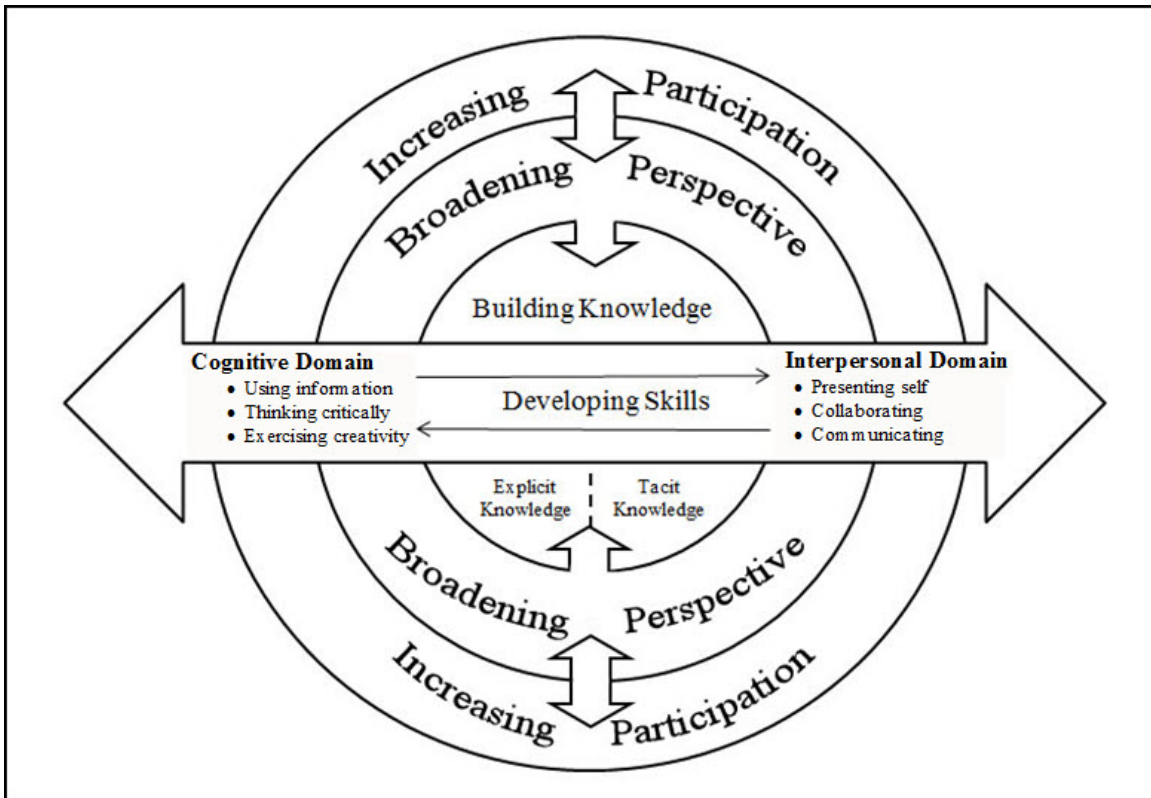 Increasing Participation
Broadening Perspective
Building Knowledge
Cognitive Domain
• Using information
• Thinking critically
• Exercising creativity
Developing Skills
Interpersonal Domain
• Presenting self
• Collaborating
• Communicating
Explicit
Knowledge
Tacit
Knowledge
Broadening Perspective
Increasing Participation